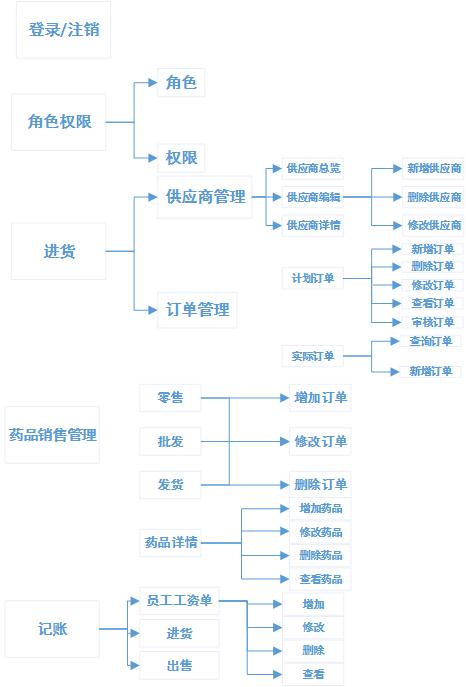 登录/注销
角色权限
角色
权限
进货
供应商管理
供应商总览
供应商编辑
供应商详情
新增供应商
删除供应商
修改供应商
订单管理
计划订单
新增订单
删除订单
修改订单
查看订单
审核订单
实际订单
查询订单
新增订单
药品销售管理
零售
批发
发货
增加订单
修改订单
删除订单
药品详情
增加药品
修改药品
删除药品
查看药品
记账
员工工资单
进货
出售
增加
修改
删除
查看